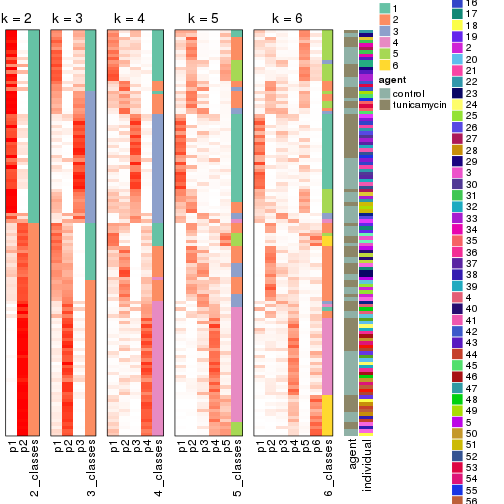 k = 2
k = 3
k = 4
k = 5
k = 6
1
2
3
4
5
6
agent
control
tunicamycin
16
17
18
19
2
20
21
22
23
24
25
26
27
28
29
3
30
31
32
33
34
35
36
37
38
39
4
40
41
42
43
44
45
46
47
48
49
5
50
51
52
53
54
55
56
p1
p2
2_classes
p1
p2
p3
3_classes
p1
p2
p3
p4
4_classes
p1
p2
p3
p4
p5
5_classes
p1
p2
p3
p4
p5
p6
6_classes
agent
individual